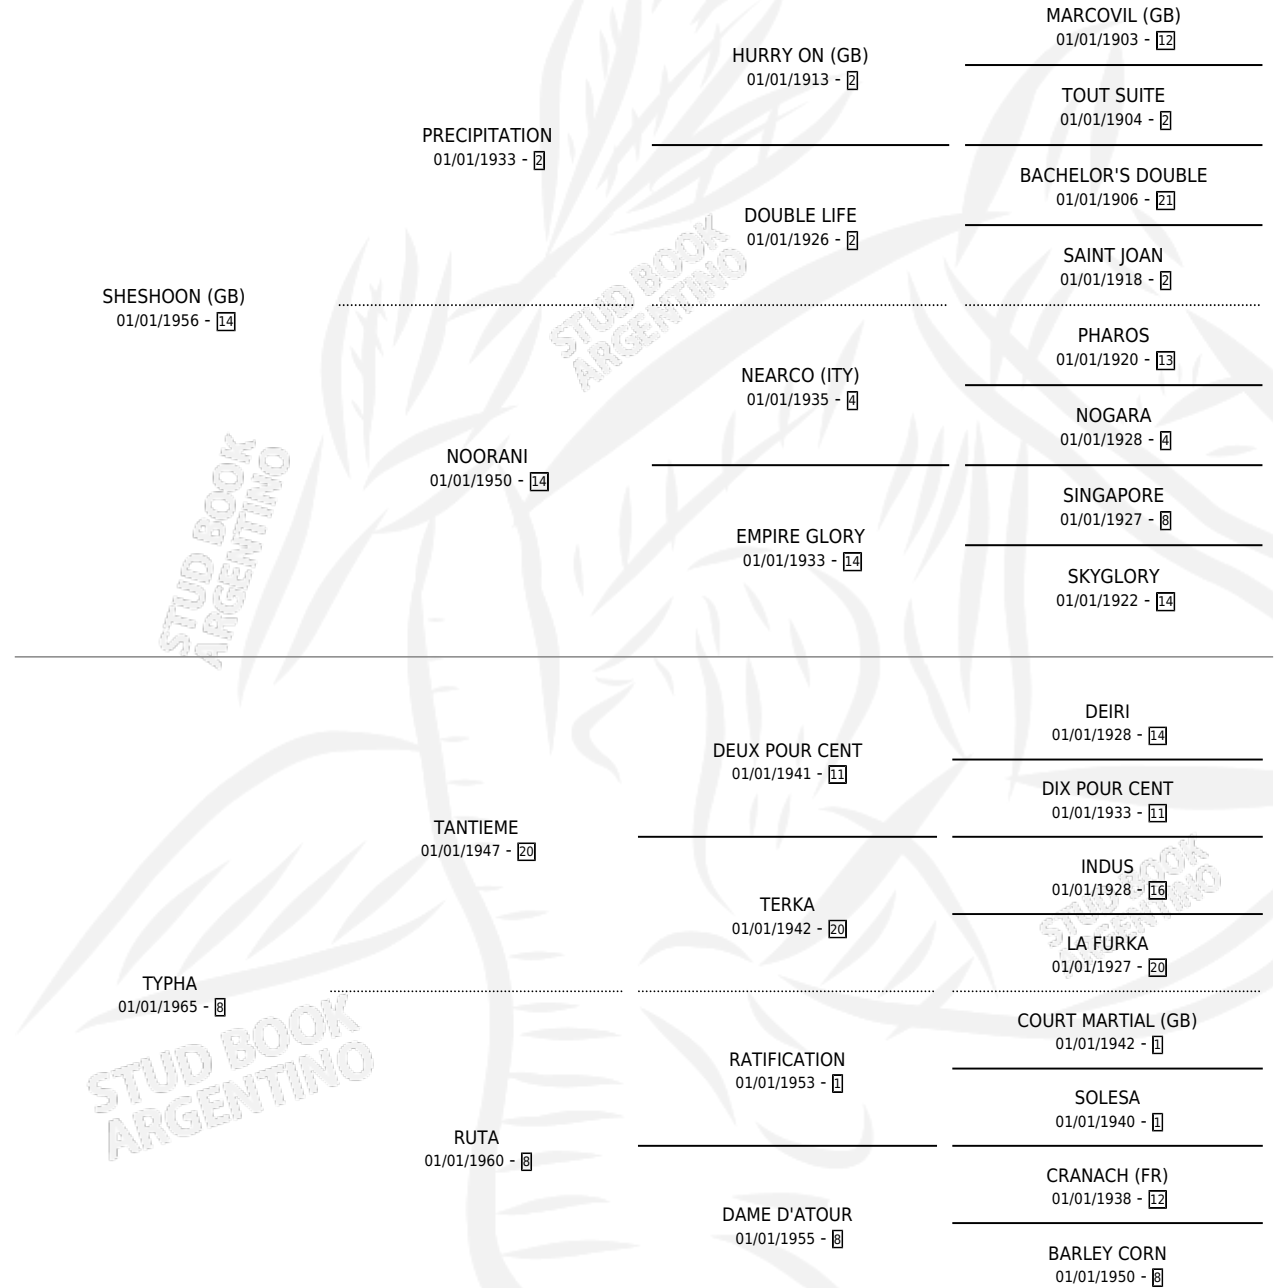 MARCOVIL (GB)
01/01/1903 - 12
HURRY ON (GB)
01/01/1913 - 2
TOUT SUITE
01/01/1904 - 2
PRECIPITATION
01/01/1933 - 2
BACHELOR'S DOUBLE
01/01/1906 - 21
DOUBLE LIFE
01/01/1926 - 2
SAINT JOAN
01/01/1918 - 2
SHESHOON (GB)
01/01/1956 - 14
STUD BOOK
ARGENTINO
PHAROS
01/01/1920 - 13
NEARCO (ITY)
01/01/1935 - 4
NOGARA
01/01/1928 - 4
NOORANI
01/01/1950 - 14
SINGAPORE
01/01/1927 - 8
EMPIRE GLORY
01/01/1933 - 14
SKYGLORY
01/01/1922 - 14
STUD BOOK
ARGENTINO
DEIRI
01/01/1928 - 14
DEUX POUR CENT
01/01/1941 - 11
DIX POUR CENT
01/01/1933 - 11
TANTIEME
01/01/1947 - 20
INDUS
01/01/1928 - 16
TERKA
01/01/1942 - 20
STUD BOOK
ARGENTINO
LA FURKA
01/01/1927 - 20
TYPHA
01/01/1965 - 8
COURT MARTIAL (GB)
01/01/1942 - 1
STUD BOOK
ARGENTINO
RATIFICATION
01/01/1953 - 1
SOLESA
01/01/1940 - 1
RUTA
01/01/1960 - 8
CRANACH (FR)
01/01/1938 - 12
DAME D'ATOUR
01/01/1955 - 8
BARLEY CORN
01/01/1950 - 8